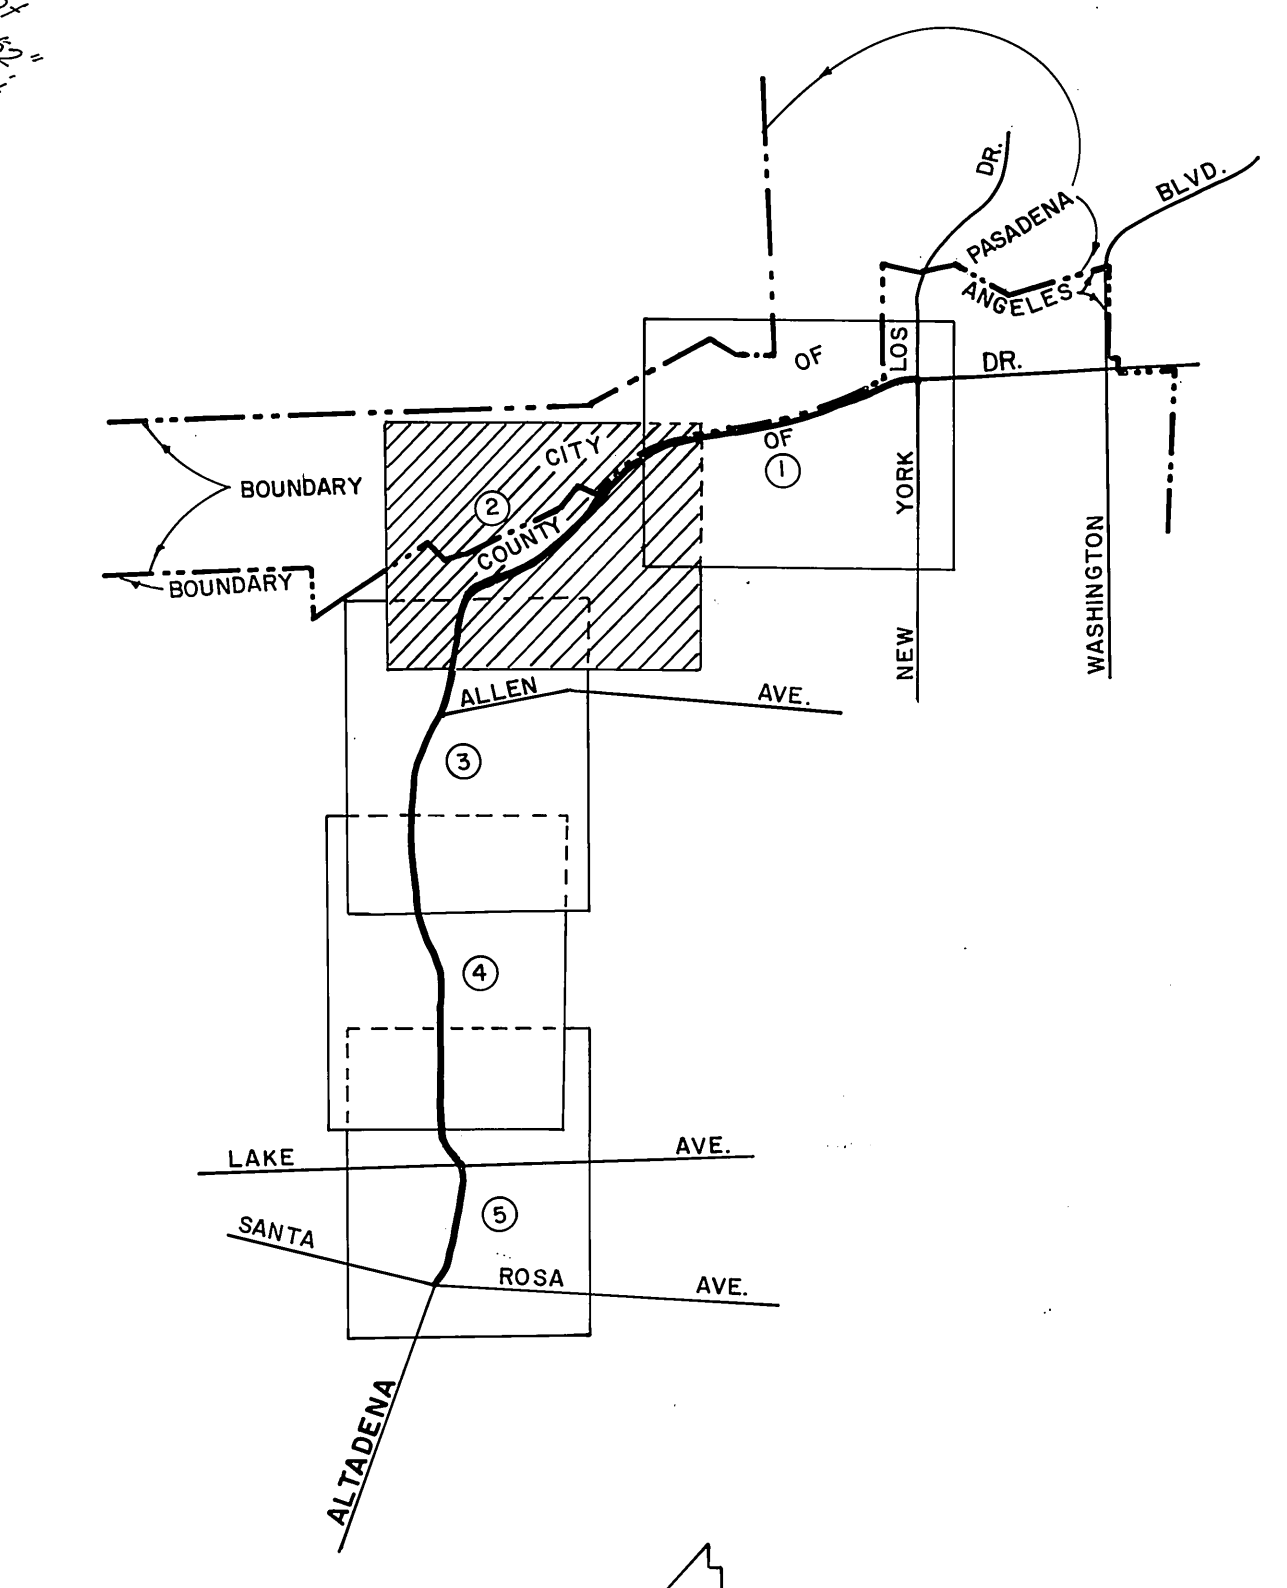 DR.
BLVD.
PASADENA
ANGELES
LOS
OF
DR.
CITY
OF
1
BOUNDARY
2
YORK
COUNTY
BOUNDARY
WASHINGTON
NEW
ALLEN AVE.
3
4
LAKE AVE.
5
SANTA
ROSA AVE.
ALTADENA